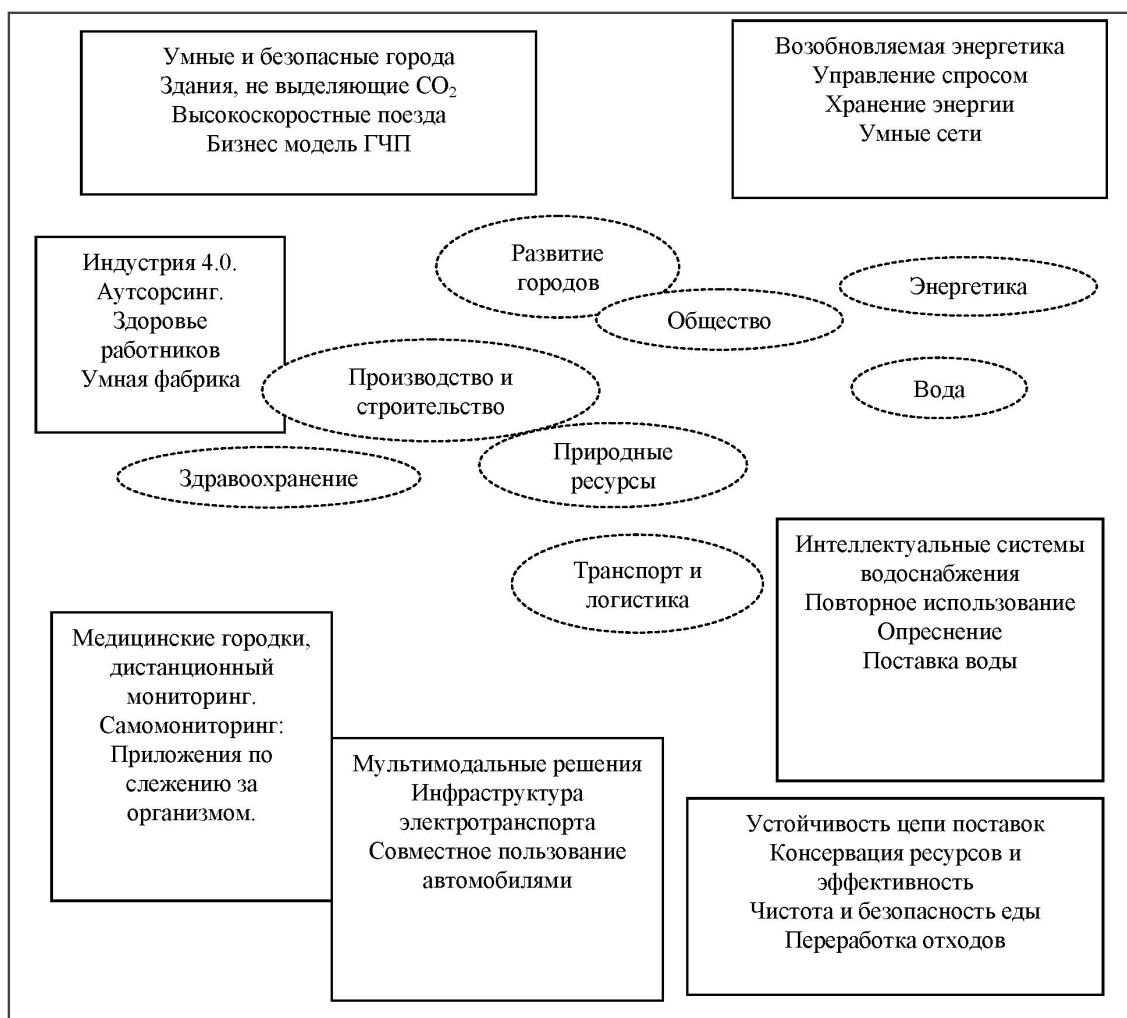 Умные и безопасные города
Здания, не выделяющие CO₂
Высокоскоростные поезда
Бизнес модель ГЧП
Возобновляемая энергетика
Управление спросом
Хранение энергии
Умные сети
Индустрия 4.0.
Аутсорсинг.
Здоровье
работников
Умная фабрика
Развитие
городов
Общество
Энергетика
Производство и
строительство
Вода
Здравоохранение
Природные
ресурсы
Транспорт и
логистика
Интеллектуальные системы
водоснабжения
Повторное использование
Опреснение
Поставка воды
Медицинские городки,
дистанционный
мониторинг.
Самомониторинг:
Приложения по
слежению за
организмом.
Мультимодальные решения
Инфраструктура
электротранспорта
Совместное пользование
автомобилями
Устойчивость цепи поставок
Консервация ресурсов и
эффективность
Чистота и безопасность еды
Переработка отходов